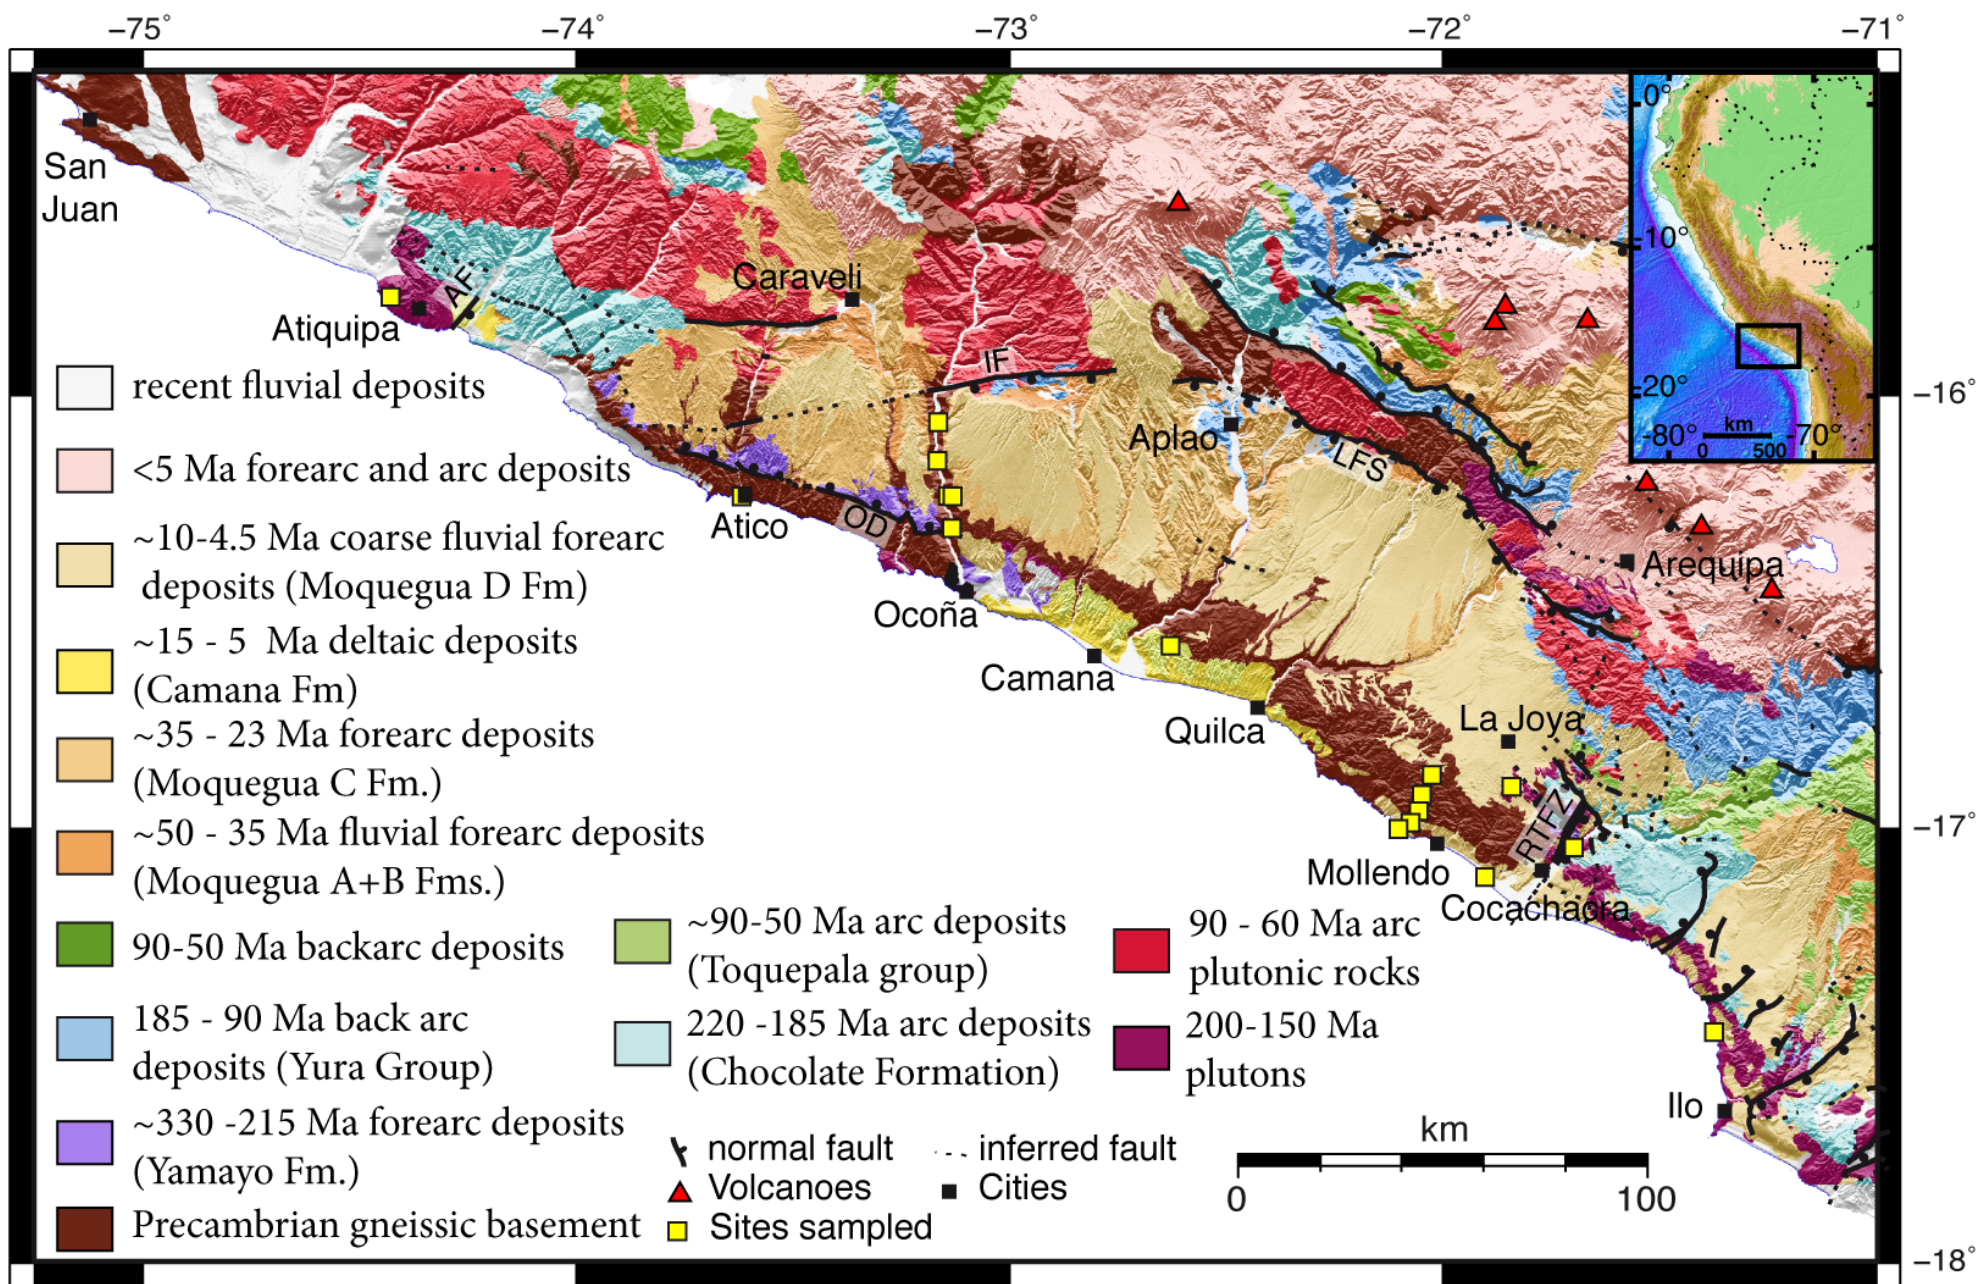 −75°
−74°
−73°
−72°
−71°
San
Juan
Atiquipa
AF
Caraveli
IF
Aplao
LFS
Atico
OD
Ocoña
Camana
Quilca
Arequipa
La Joya
RTFZ
Mollendo
Cocachacra
Ilo
0°
-10°
-20°
-80°
-70°
km
0
500
−16°
−17°
−18°
recent fluvial deposits
<5 Ma forearc and arc deposits
~10-4.5 Ma coarse fluvial forearc
deposits (Moquegua D Fm)
~15 - 5 Ma deltaic deposits
(Camana Fm)
~35 - 23 Ma forearc deposits
(Moquegua C Fm.)
~50 - 35 Ma fluvial forearc deposits
(Moquegua A+B Fms.)
90-50 Ma backarc deposits
185 - 90 Ma back arc
deposits (Yura Group)
~330 -215 Ma forearc deposits
(Yamayo Fm.)
Precambrian gneissic basement
~90-50 Ma arc deposits
(Toquepala group)
220 -185 Ma arc deposits
(Chocolate Formation)
90 - 60 Ma arc
plutonic rocks
200-150 Ma
plutons
normal fault
inferred fault
Volcanoes
Cities
Sites sampled
km
0
100